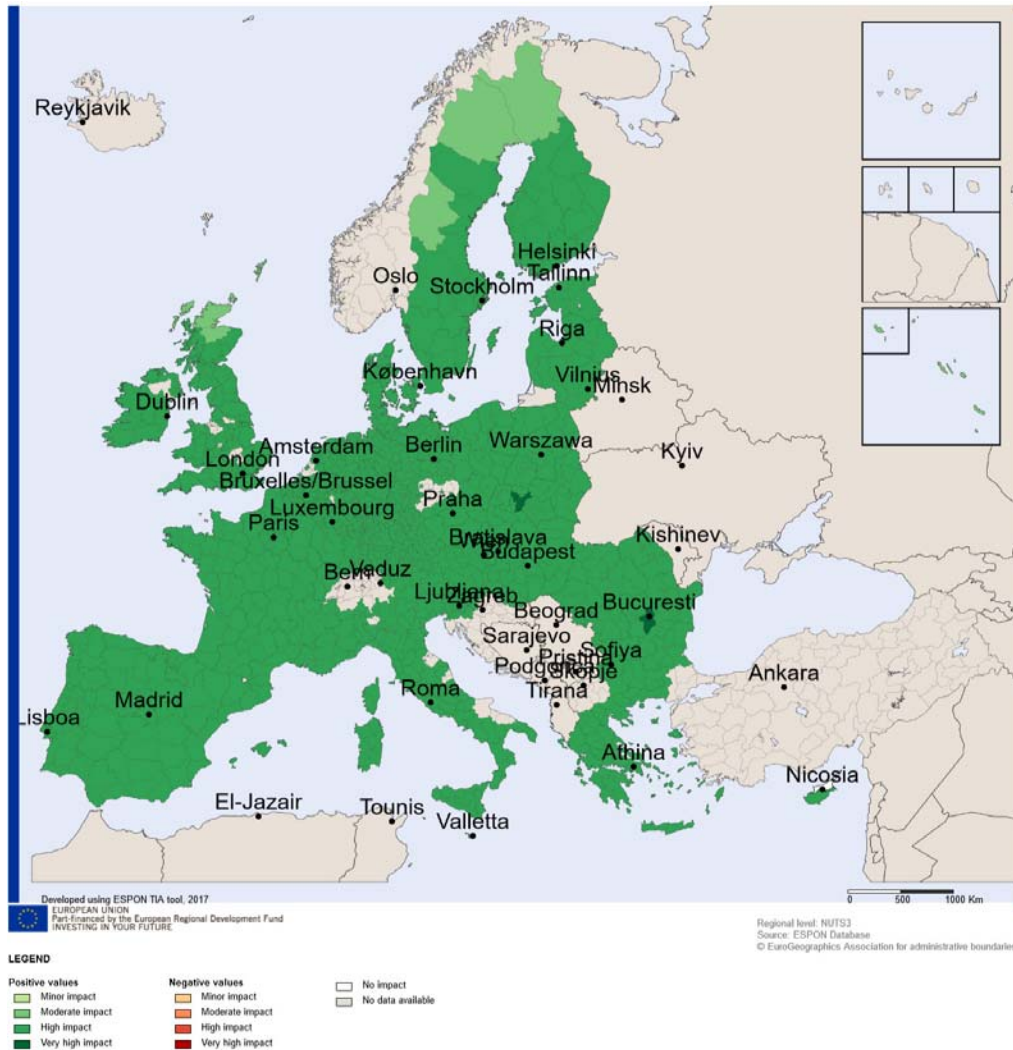 Reykjavik
Oslo
Helsinki
Tallinn
Stockholm
Riga
København
Vilnius
Minsk
Dublin
Amsterdam
Berlin
Warszawa
London
Kyiv
Bruxelles/Brussel
Praha
Luxembourg
Paris
Bratislava
Wien
Budapest
Kishinev
Bern
Vaduz
Ljubljana
Zagreb
Beograd
Bucuresti
Sarajevo
Sofiya
Pristina
Podgorica
Skopje
Tirana
Roma
Madrid
Ankara
Lisboa
Athina
Nicosia
El-Jazair
Tounis
Valletta
Developed using ESPON TIA tool, 2017
0 500 1000 Km
EUROPEAN UNION
Part-financed by the European Regional Development Fund
INVESTING IN YOUR FUTURE
Regional level: NUTS3
Source: ESPON Database
© EuroGeographics Association for administrative boundaries
LEGEND
Positive values
Minor impact
Moderate impact
High impact
Very high impact
Negative values
Minor impact
Moderate impact
High impact
Very high impact
No impact
No data available